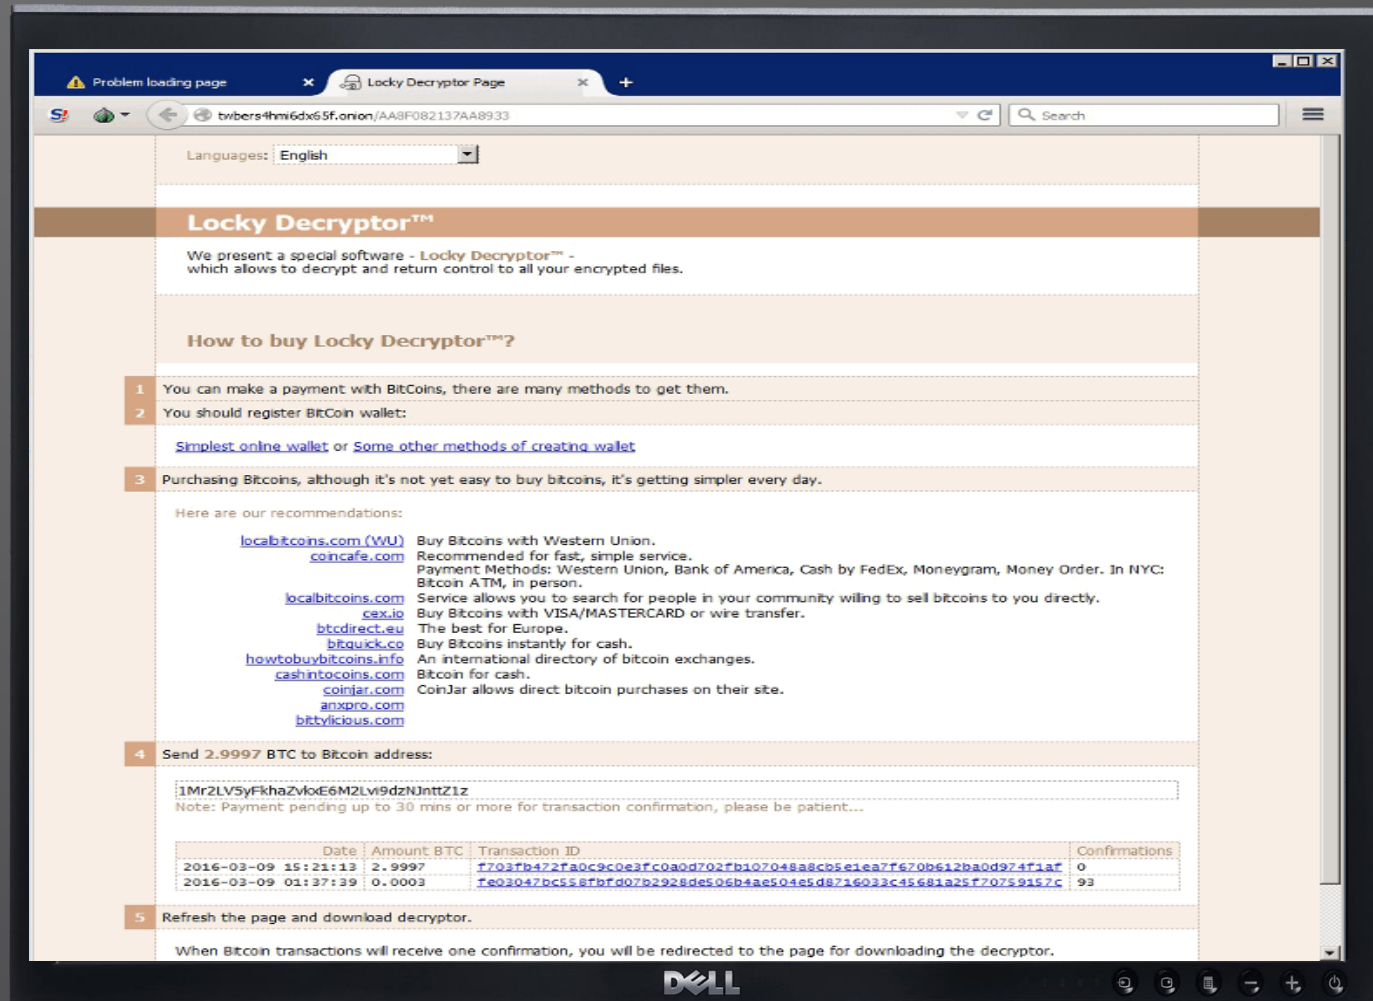 Problem loading page
Locky Decryptor Page
S!
twbers4hmi6dx65f.onion/AA8F082137AA8933
Search
Languages: English
Locky Decryptor™
We present a special software - Locky Decryptor™ -
which allows to decrypt and return control to all your encrypted files.
How to buy Locky Decryptor™?
1 You can make a payment with BitCoins, there are many methods to get them.
2 You should register BitCoin wallet:
Simplest online wallet or Some other methods of creating wallet
3 Purchasing Bitcoins, although it's not yet easy to buy bitcoins, it's getting simpler every day.
Here are our recommendations:
localbitcoins.com (WU) Buy Bitcoins with Western Union.
coincafe.com Recommended for fast, simple service.
Payment Methods: Western Union, Bank of America, Cash by FedEx, Moneygram, Money Order. In NYC:
Bitcoin ATM, in person.
localbitcoins.com Service allows you to search for people in your community willing to sell bitcoins to you directly.
cex.io Buy Bitcoins with VISA/MASTERCARD or wire transfer.
btcdirect.eu The best for Europe.
bitquick.co Buy Bitcoins instantly for cash.
howtobuybitcoins.info An international directory of bitcoin exchanges.
cashintocoins.com Bitcoin for cash.
coinjar.com CoinJar allows direct bitcoin purchases on their site.
anxpro.com
bittylicious.com
4 Send 2.9997 BTC to Bitcoin address:
1Mr2LV5yFkhaZvkxE6M2Lvi9dzNJnttZ1z
Note: Payment pending up to 30 mins or more for transaction confirmation, please be patient...
Date Amount BTC Transaction ID Confirmations
2016-03-09 15:21:13 2.9997 f703fb472fa0c9c0e3fc0a0d702fb107048a8cb5e1ea7f670b612ba0d974f1af 0
2016-03-09 01:37:39 0.0003 fe03047bc558fbfd07b2928de506b4ae504e5d8716033c45681a25f70759157c 93
5 Refresh the page and download decryptor.
When Bitcoin transactions will receive one confirmation, you will be redirected to the page for downloading the decryptor.
DELL